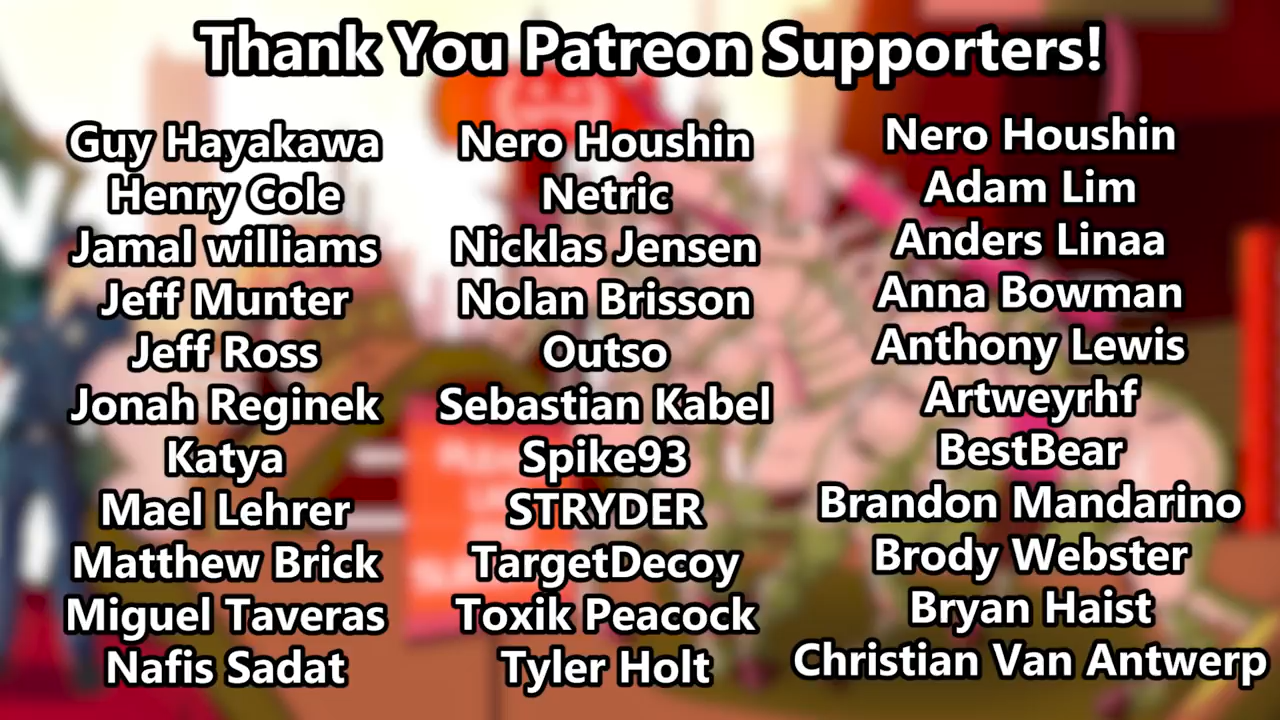 Thank You Patreon Supporters!
Guy Hayakawa
Henry Cole
Jamal williams
Jeff Munter
Jeff Ross
Jonah Reginek
Katya
Mael Lehrer
Matthew Brick
Miguel Taveras
Nafis Sadat
Nero Houshin
Netric
Nicklas Jensen
Nolan Brisson
Outso
Sebastian Kabel
Spike93
STRYDER
TargetDecoy
Toxik Peacock
Tyler Holt
Nero Houshin
Adam Lim
Anders Linaa
Anna Bowman
Anthony Lewis
Artweyrhf
BestBear
Brandon Mandarino
Brody Webster
Bryan Haist
Christian Van Antwerp